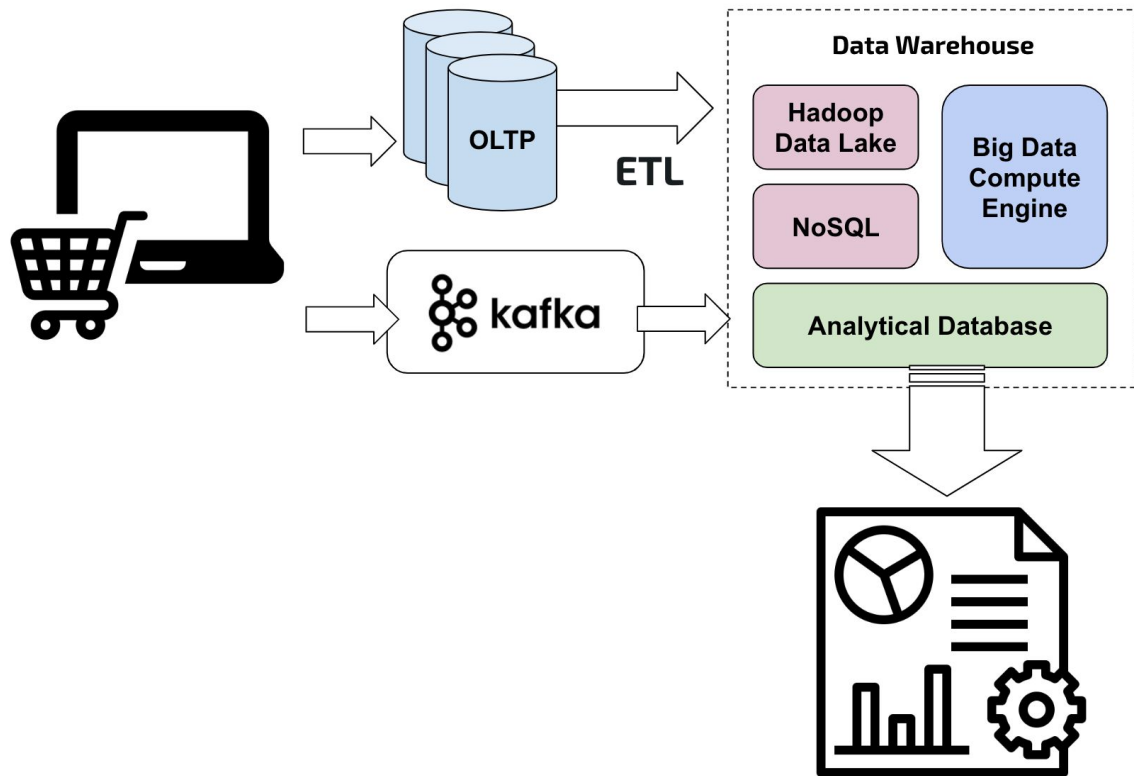 Data Warehouse
OLTP
ETL
Hadoop
Data Lake
Big Data
Compute
Engine
NoSQL
kafka
Analytical Database